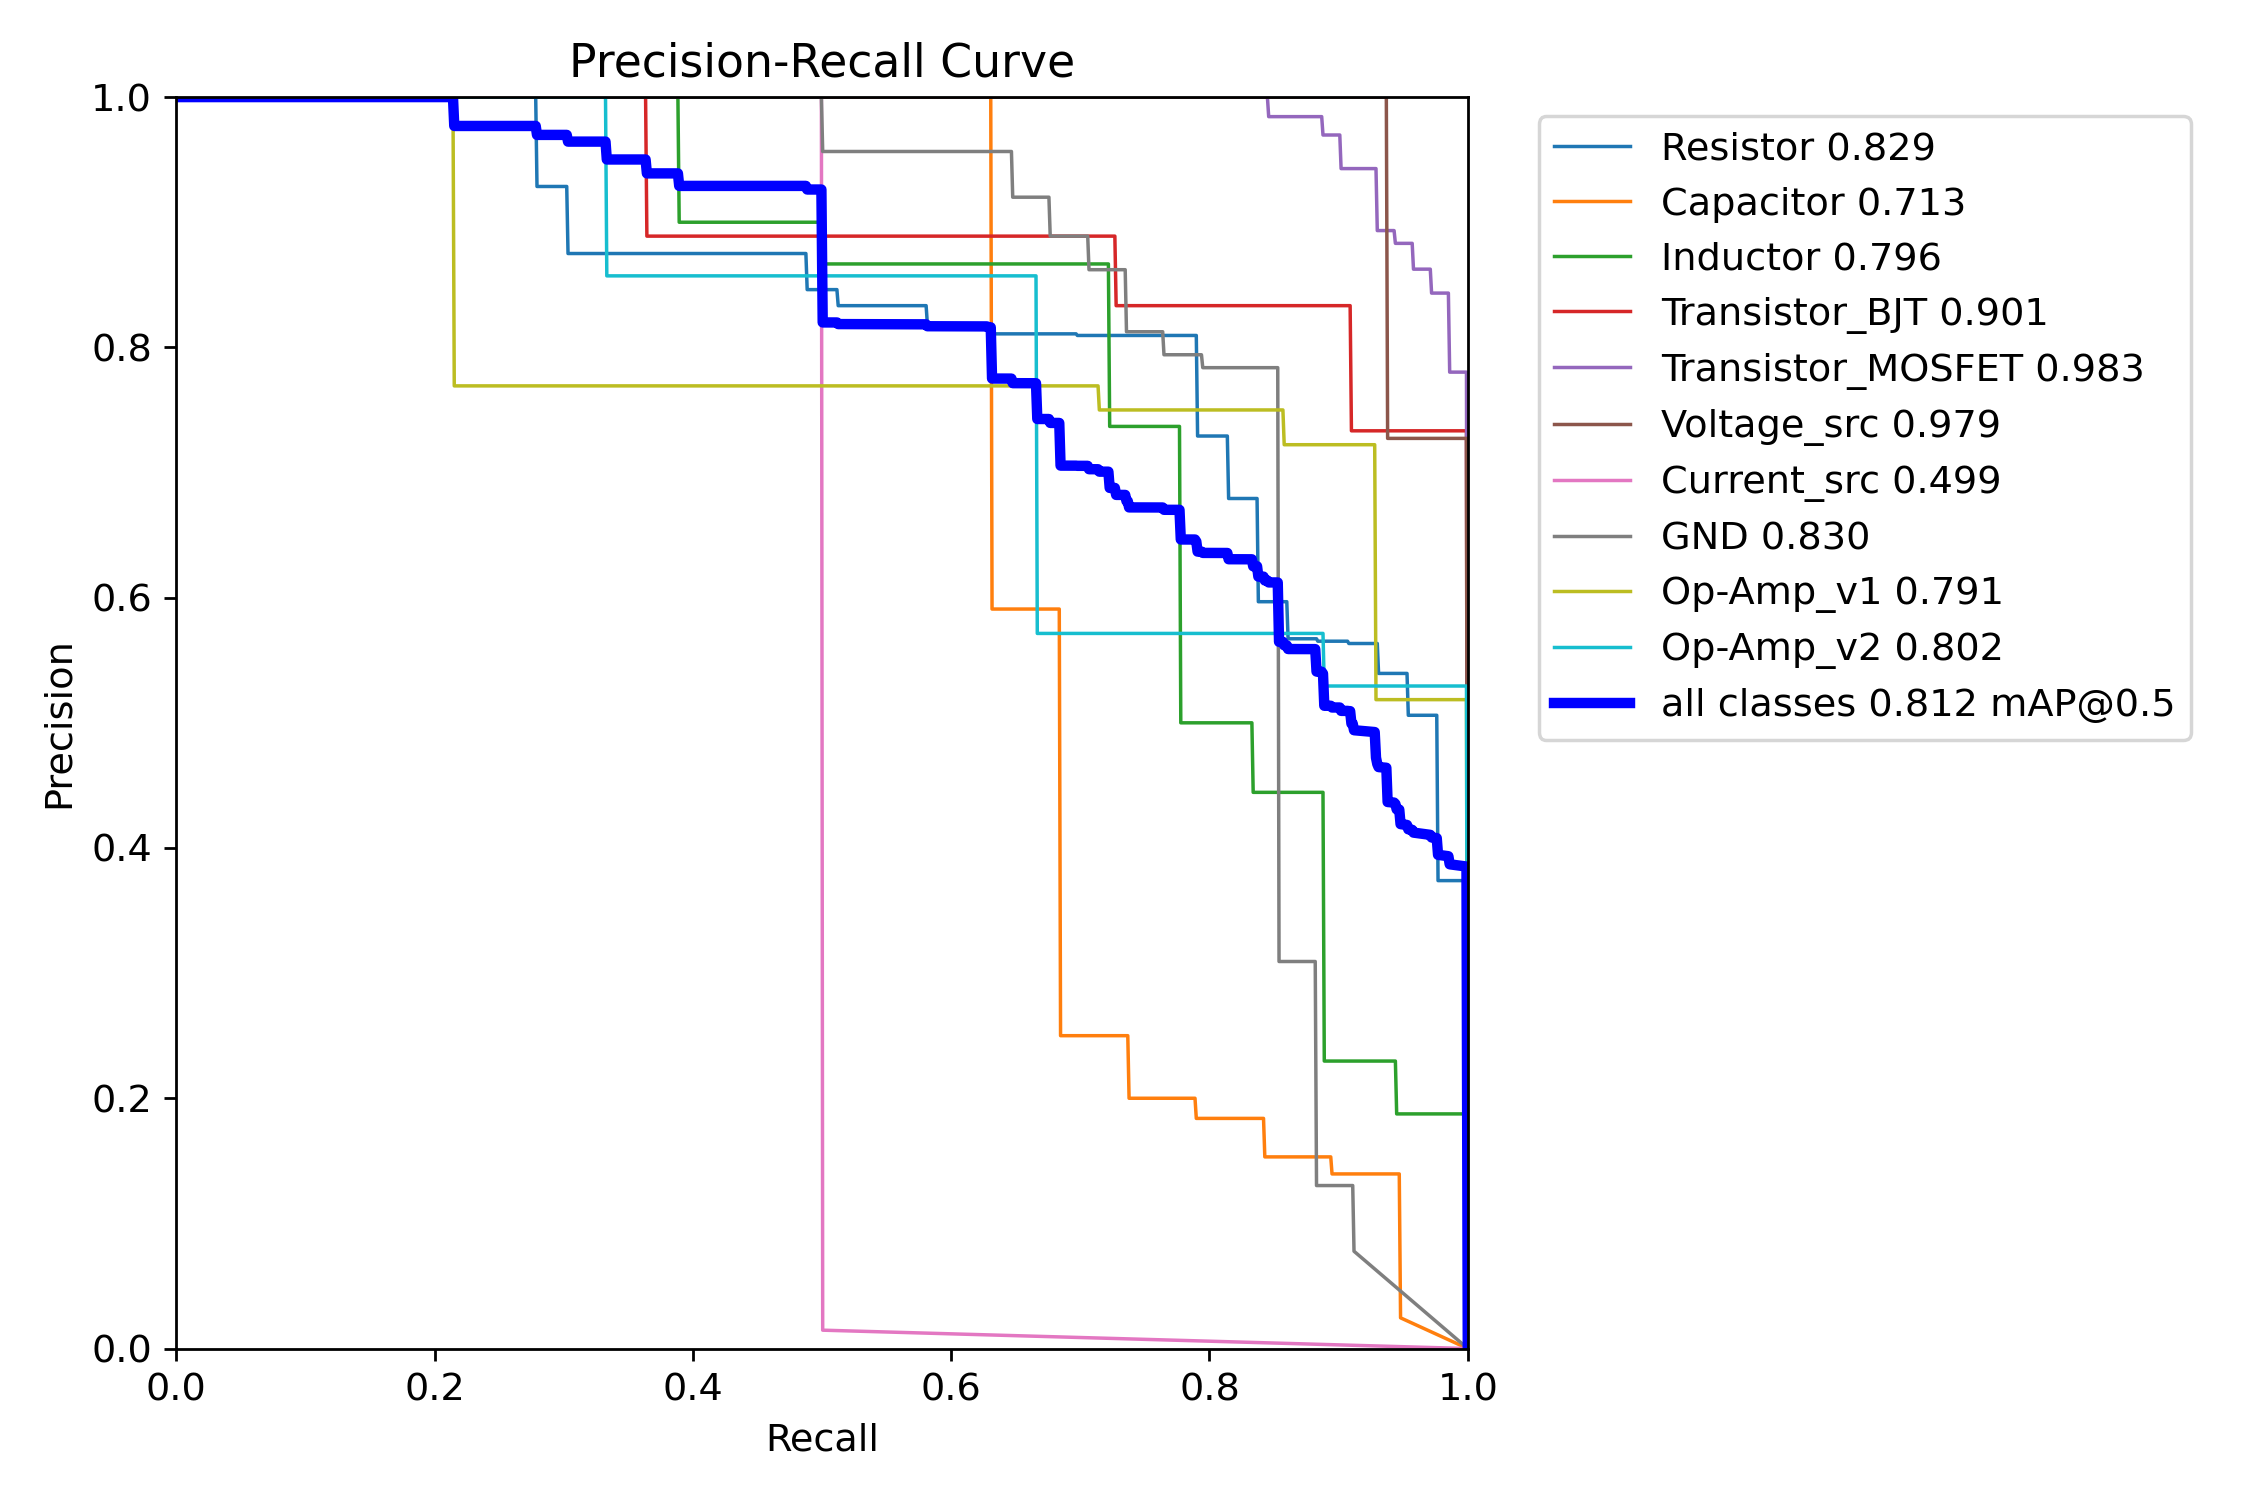 Precision-Recall Curve
1.0
0.8
0.6
0.4
0.2
0.0
Precision
0.0 0.2 0.4 0.6 0.8 1.0
Recall
Resistor 0.829
Capacitor 0.713
Inductor 0.796
Transistor_BJT 0.901
Transistor_MOSFET 0.983
Voltage_src 0.979
Current_src 0.499
GND 0.830
Op-Amp_v1 0.791
Op-Amp_v2 0.802
all classes 0.812 mAP@0.5